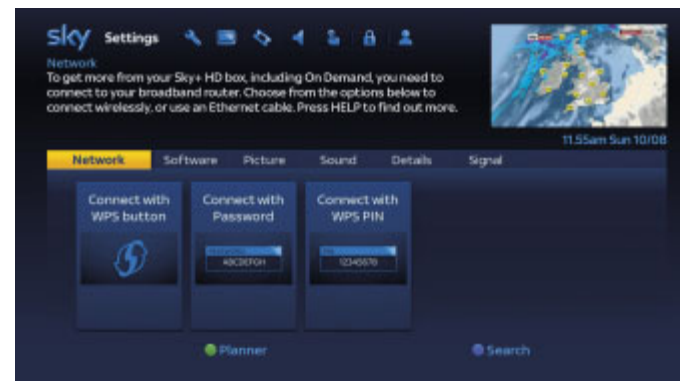 sky Settings
Network
To get more from your Sky+ HD box, including On Demand, you need to
connect to your broadband router. Choose from the options below to
connect wirelessly, or use an Ethernet cable. Press HELP to find out more.
11.55am Sun 10/08
Network Software Picture Sound Details Signal
Connect with
WPS button
Connect with
Password
Connect with
WPS PIN
ABCDEFGH
12345678
Planner
Search